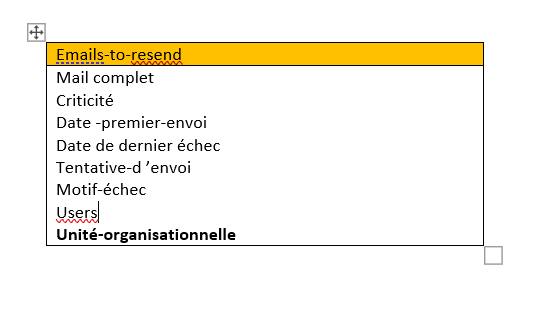 Emails-to-resend
Mail complet
Criticité
Date -premier-envoi
Date de dernier échec
Tentative-d ’envoi
Motif-échec
Users
Unité-organisationnelle